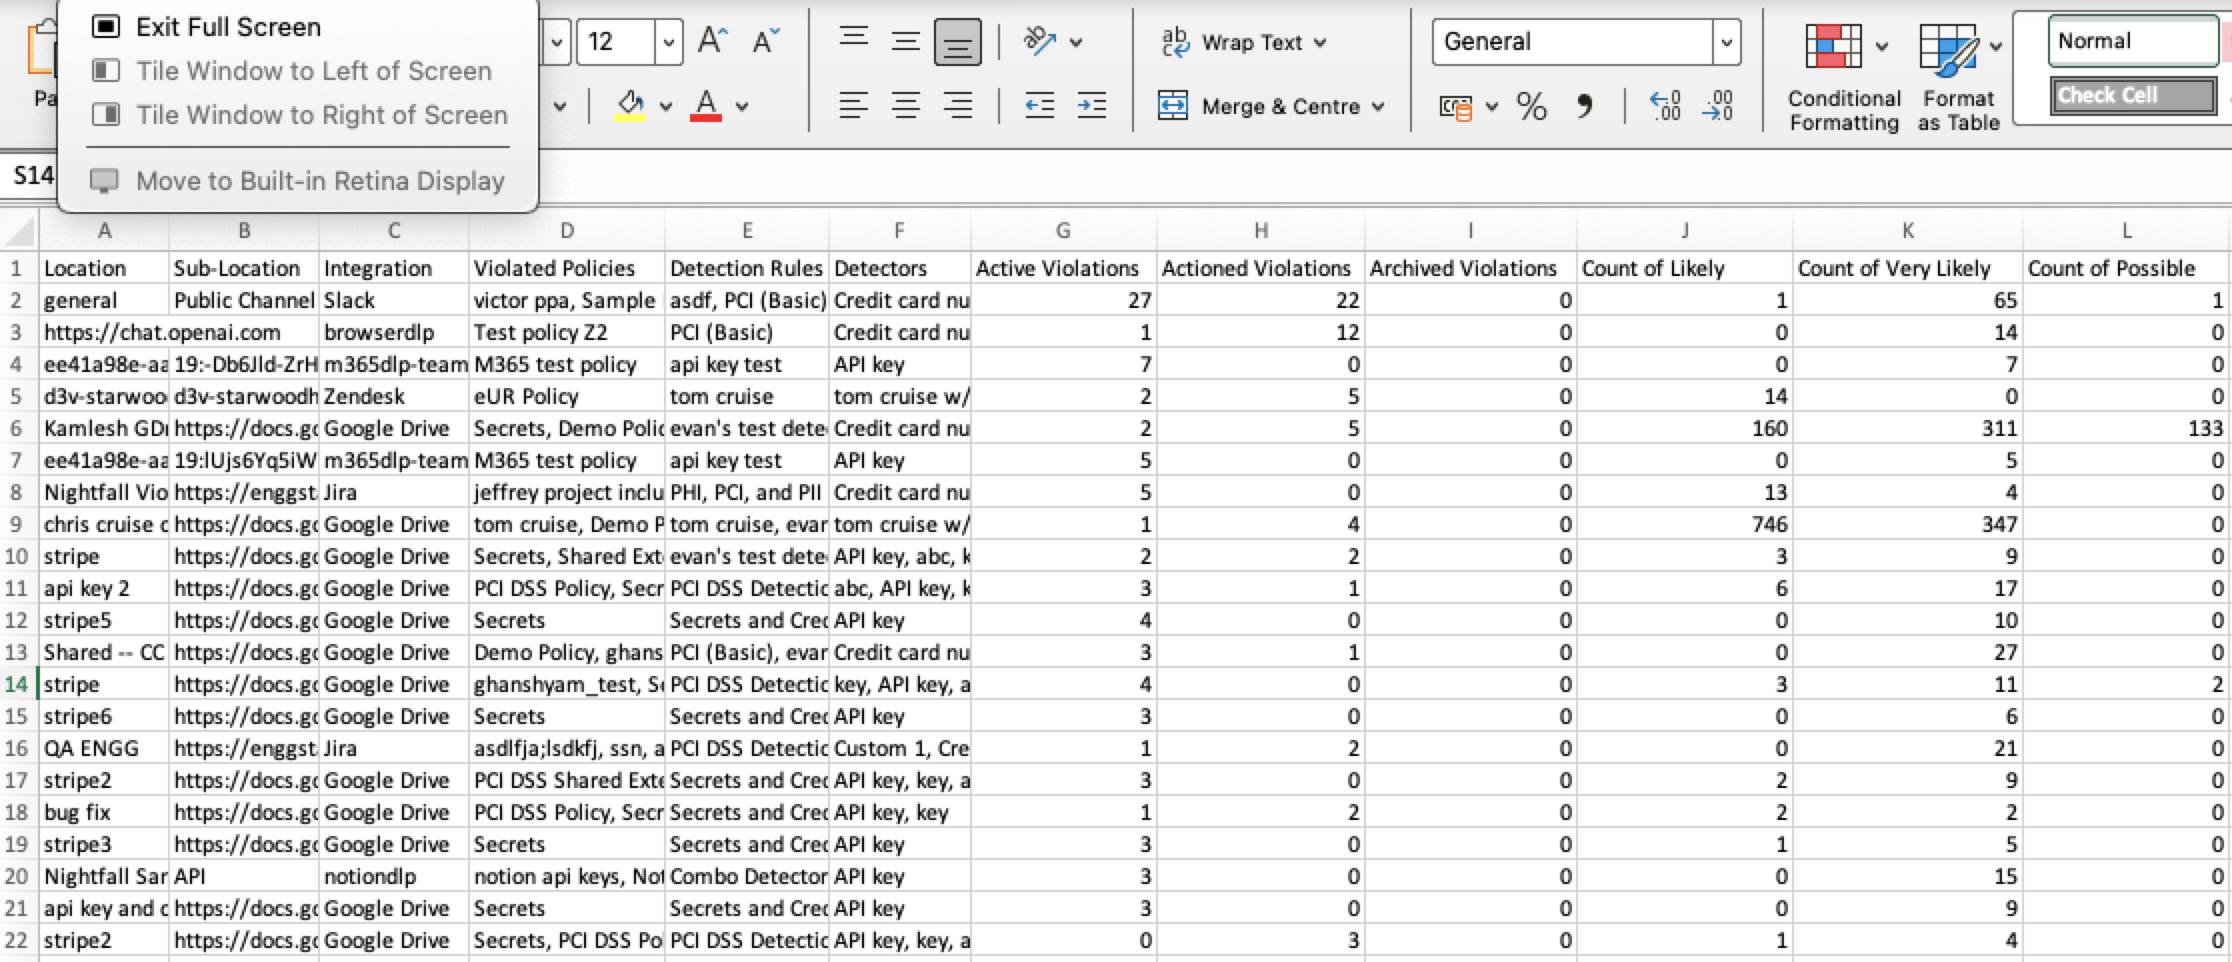 Exit Full Screen
Tile Window to Left of Screen
Tile Window to Right of Screen
Move to Built-in Retina Display
Pa
12
A^ A˅
Wrap Text
Merge & Centre
General
% 
Conditional Formatting
Format as Table
Normal
Check Cell
S14
A B C D E F G H I J K L
1 Location Sub-Location Integration Violated Policies Detection Rules Detectors Active Violations Actioned Violations Archived Violations Count of Likely Count of Very Likely Count of Possible
2 general Public Channel Slack victor ppa, Sample asdf, PCI (Basic) Credit card nu 27 22 0 1 65 1
3 https://chat.openai.com browserdlp Test policy Z2 PCI (Basic) Credit card nu 1 12 0 0 14 0
4 ee41a98e-aa 19:-Db6Jld-ZrH m365dlp-team M365 test policy api key test API key 7 0 0 0 7 0
5 d3v-starwoo d3v-starwoodh Zendesk eUR Policy tom cruise tom cruise w/ 2 5 0 14 0 0
6 Kamlesh GDr https://docs.go Google Drive Secrets, Demo Polic evan's test dete Credit card nu 2 5 0 160 311 133
7 ee41a98e-aa 19:lUjs6Yq5iW m365dlp-team M365 test policy api key test API key 5 0 0 0 5 0
8 Nightfall Vio https://enggst Jira jeffrey project inclu PHI, PCI, and PII Credit card nu 5 0 0 13 4 0
9 chris cruise c https://docs.go Google Drive tom cruise, Demo P tom cruise, evan tom cruise w/ 1 4 0 746 347 0
10 stripe https://docs.go Google Drive Secrets, Shared Ext evan's test dete API key, abc, k 2 2 0 3 9 0
11 api key 2 https://docs.go Google Drive PCI DSS Policy, Secr PCI DSS Detectic abc, API key, k 3 1 0 6 17 0
12 stripe5 https://docs.go Google Drive Secrets Secrets and Cred API key 4 0 0 0 10 0
13 Shared -- CC https://docs.go Google Drive Demo Policy, ghans PCI (Basic), evan Credit card nu 3 1 0 0 27 0
14 stripe https://docs.go Google Drive ghanshyam_test, Se PCI DSS Detectic key, API key, a 4 0 0 3 11 2
15 stripe6 https://docs.go Google Drive Secrets Secrets and Cred API key 3 0 0 0 6 0
16 QA ENGG https://enggst Jira asdlfja;lsdkfj, ssn, a PCI DSS Detectic Custom 1, Cre 1 2 0 0 21 0
17 stripe2 https://docs.go Google Drive PCI DSS Shared Exte Secrets and Cred API key, key, a 3 0 0 2 9 0
18 bug fix https://docs.go Google Drive PCI DSS Policy, Secr Secrets and Cred API key, key 1 2 0 2 2 0
19 stripe3 https://docs.go Google Drive Secrets Secrets and Cred API key 3 0 0 1 5 0
20 Nightfall Sar API notiondlp notion api keys, Not Combo Detector API key 3 0 0 0 15 0
21 api key and c https://docs.go Google Drive Secrets Secrets and Cred API key 3 0 0 0 9 0
22 stripe2 https://docs.go Google Drive Secrets, PCI DSS Po PCI DSS Detectic API key, key, a 0 3 0 1 4 0